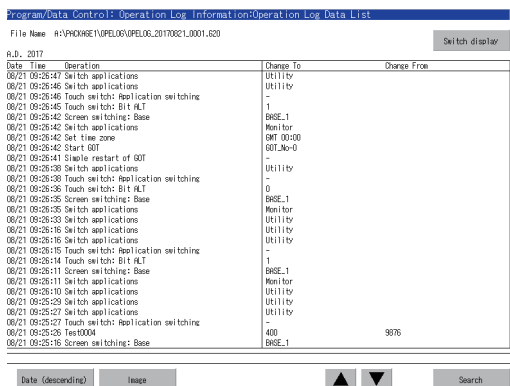 Program/Data Control: Operation Log Information:Operation Log Data List
File Name A:\PACKAGE1\OPELOG\OPELOG_20170821_0001.G20
Switch display
A.D. 2017
Date Time Operation Change To Change From
08/21 09:26:47 Switch applications Utility
08/21 09:26:46 Switch applications Utility
08/21 09:26:46 Touch switch: Application switching -
08/21 09:26:45 Touch switch: Bit ALT 1
08/21 09:26:42 Screen switching: Base BASE_1
08/21 09:26:42 Switch applications Monitor
08/21 09:26:42 Set time zone GMT 00:00
08/21 09:26:42 Start GOT GOT_No-0
08/21 09:26:41 Simple restart of GOT -
08/21 09:26:38 Switch applications Utility
08/21 09:26:38 Touch switch: Application switching -
08/21 09:26:36 Touch switch: Bit ALT 0
08/21 09:26:35 Screen switching: Base BASE_1
08/21 09:26:35 Switch applications Monitor
08/21 09:26:33 Switch applications Utility
08/21 09:26:16 Switch applications Utility
08/21 09:26:16 Switch applications Utility
08/21 09:26:15 Touch switch: Application switching -
08/21 09:26:14 Touch switch: Bit ALT 1
08/21 09:26:11 Screen switching: Base BASE_1
08/21 09:26:11 Switch applications Monitor
08/21 09:26:10 Switch applications Utility
08/21 09:25:29 Switch applications Utility
08/21 09:25:27 Switch applications Utility
08/21 09:25:27 Touch switch: Application switching -
08/21 09:25:26 Test0004 400 9876
08/21 09:25:16 Screen switching: Base BASE_1
Date (descending) Image ▲ ▼ Search